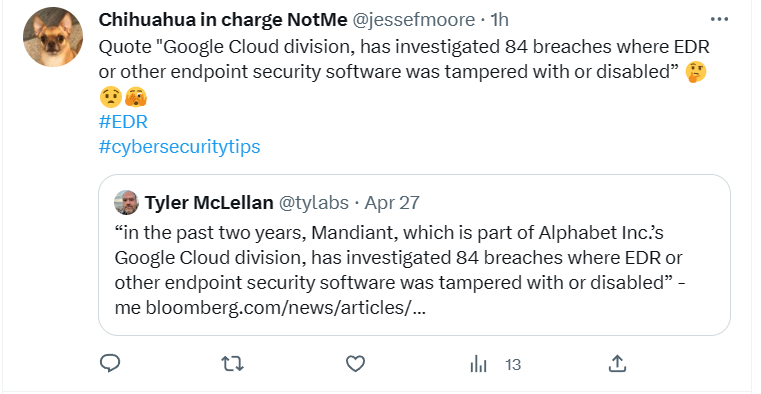 Chihuahua in charge NotMe @jessefmoore · 1h
Quote "Google Cloud division, has investigated 84 breaches where EDR
or other endpoint security software was tampered with or disabled” 🤔
😟🫣
#EDR
#cybersecuritytips
Tyler McLellan @tylabs · Apr 27
“in the past two years, Mandiant, which is part of Alphabet Inc.’s
Google Cloud division, has investigated 84 breaches where EDR or
other endpoint security software was tampered with or disabled” -
me bloomberg.com/news/articles/...
13